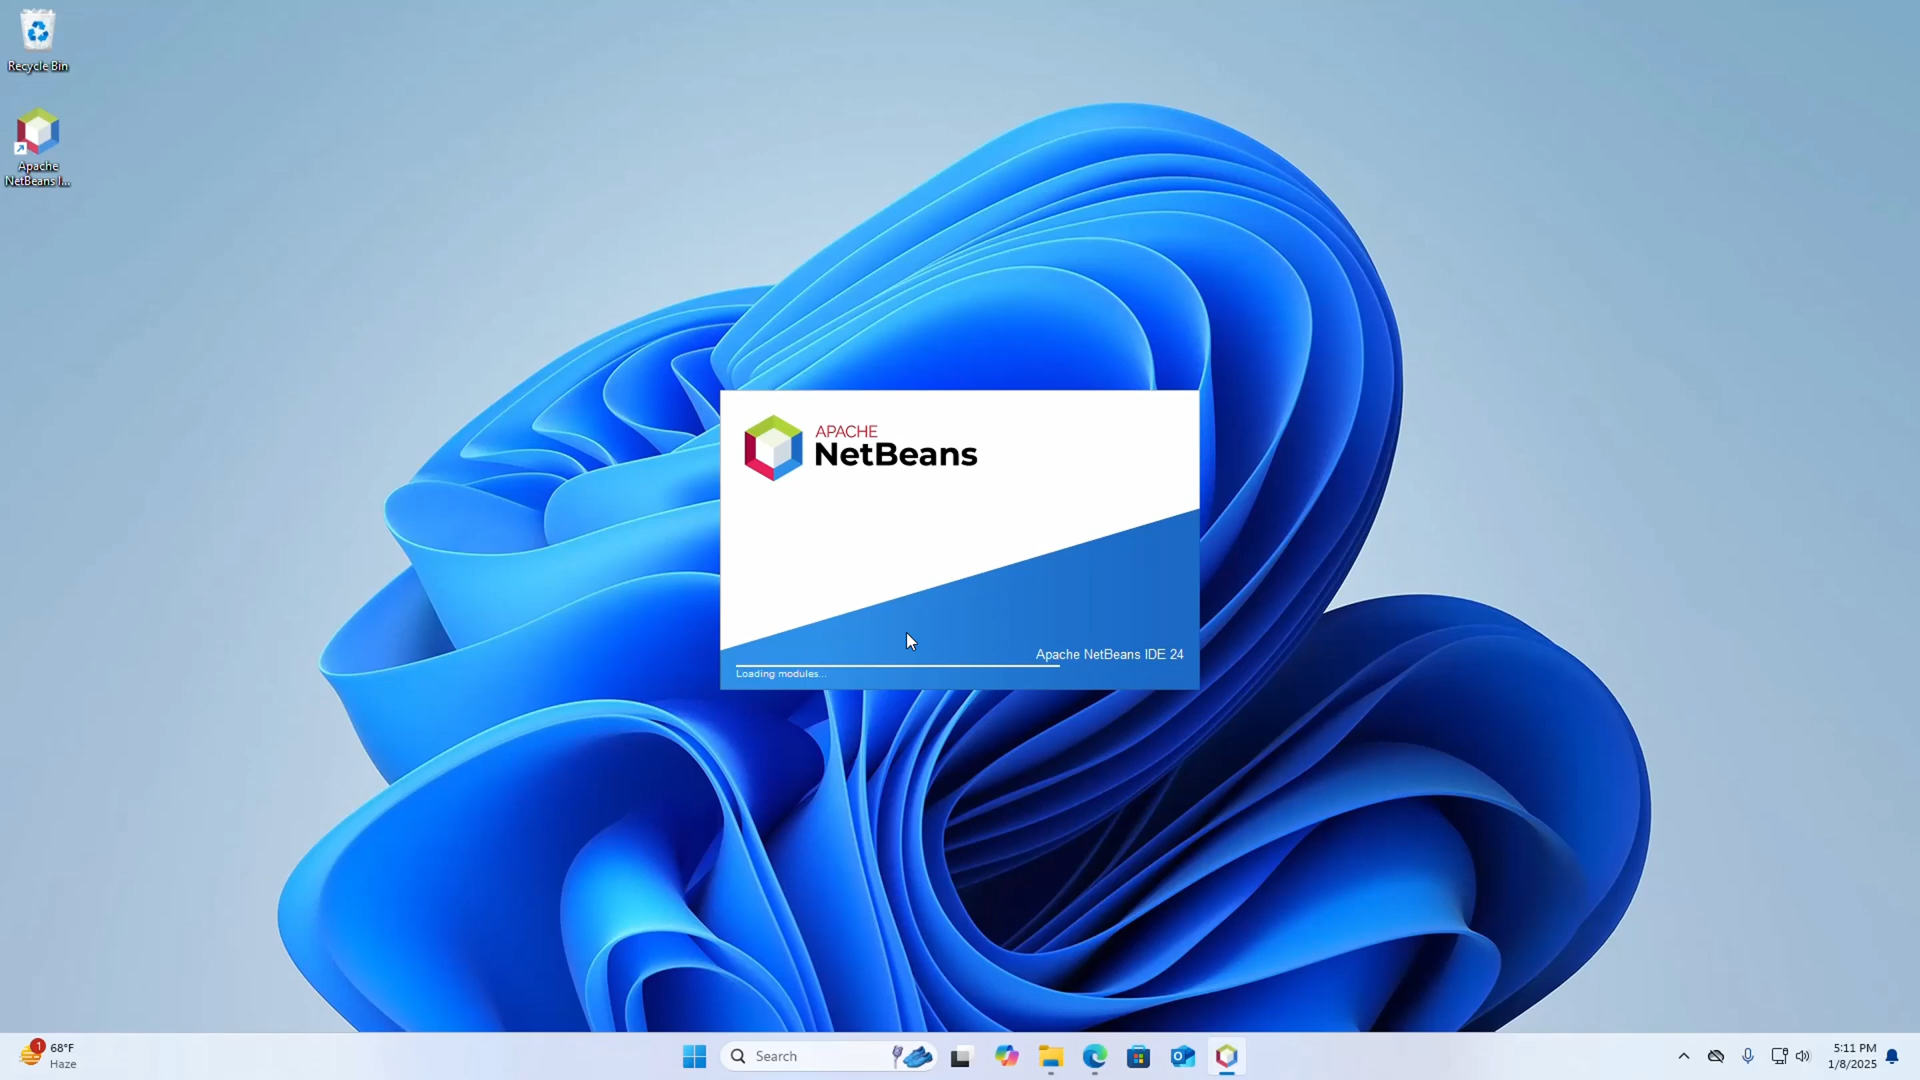 Recycle Bin
Apache
NetBeans I...
APACHE
NetBeans
Apache NetBeans IDE 24
Loading modules...
1
68°F
Haze
Search
5:11 PM
1/8/2025